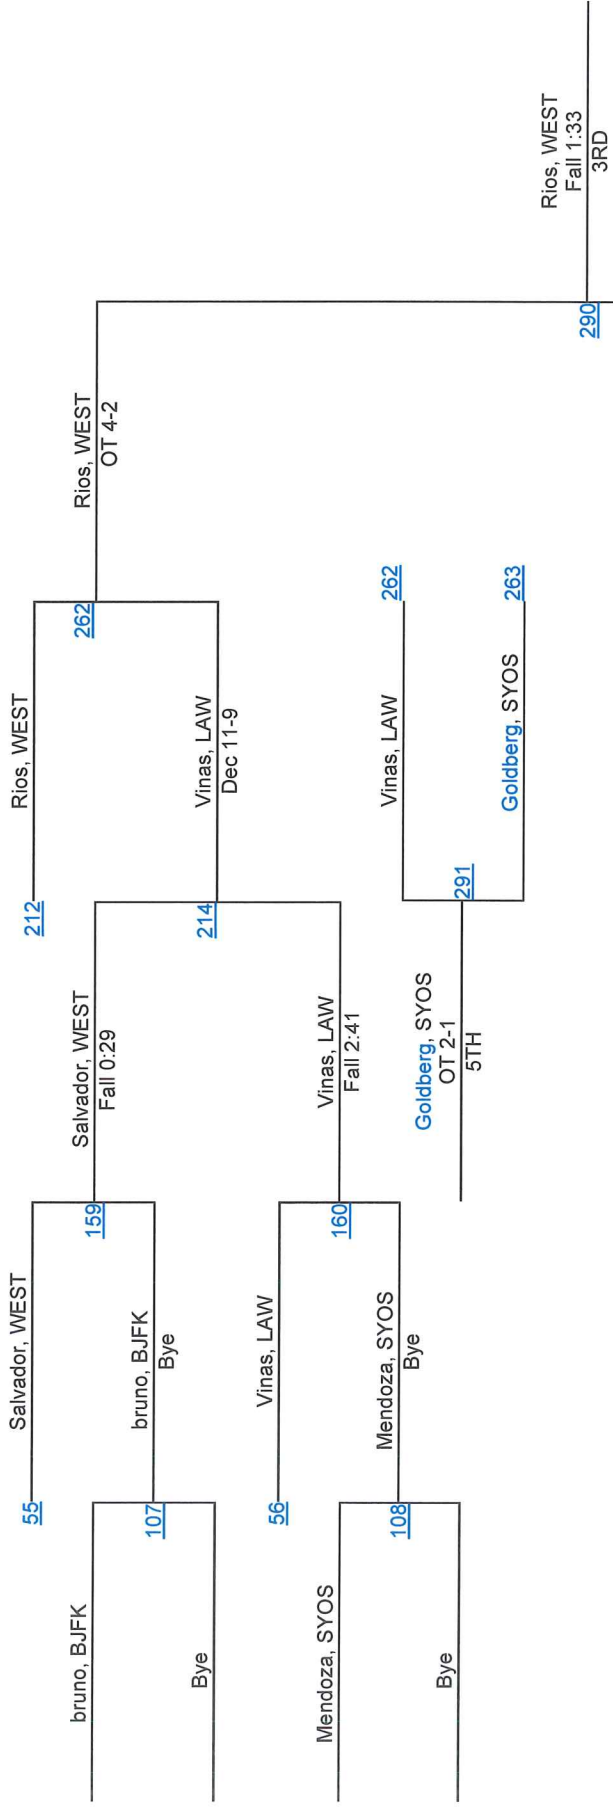 bruno, BJFK
Bye
Mendoza, SYOS
Bye
55
Salvador, WEST
107
bruno, BJFK
Bye
56
Vinas, LAW
108
Mendoza, SYOS
Bye
159
Salvador, WEST
Fall 0:29
160
Vinas, LAW
Fall 2:41
212
Rios, WEST
214
Vinas, LAW
Dec 11-9
262
Rios, WEST
OT 4-2
290
Rios, WEST
Fall 1:33
3RD
Vinas, LAW
262
Goldberg, SYOS
263
291
Goldberg, SYOS
OT 2-1
5TH